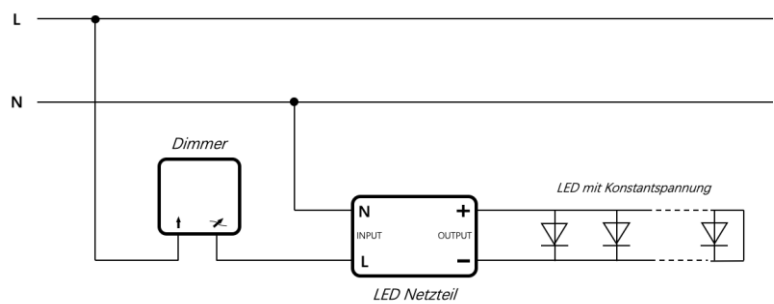 L
N
Dimmer
LED mit Konstantspannung
N +
INPUT OUTPUT
L −
LED Netzteil